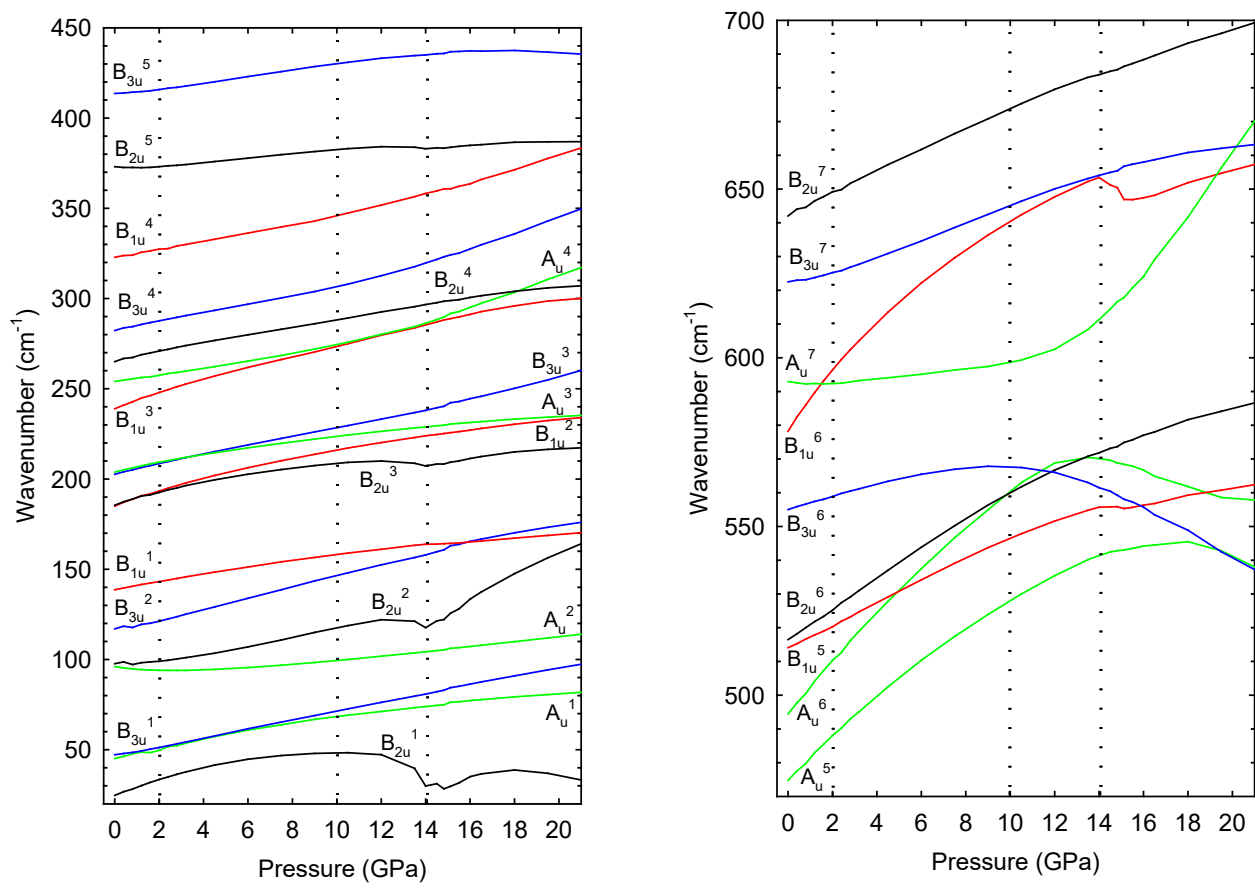 450
400
350
300
250
200
150
100
50
Wavenumber (cm⁻¹)
B₃ᵤ⁵
B₂ᵤ⁵
B₁ᵤ⁴
B₃ᵤ⁴
B₂ᵤ⁴
Aᵤ⁴
B₁ᵤ³
B₃ᵤ³
Aᵤ³
B₁ᵤ²
B₂ᵤ³
B₁ᵤ¹
B₃ᵤ²
B₂ᵤ²
Aᵤ²
B₃ᵤ¹
Aᵤ¹
B₂ᵤ¹
0 2 4 6 8 10 12 14 16 18 20
Pressure (GPa)
700
650
600
550
500
Wavenumber (cm⁻¹)
B₂ᵤ⁷
B₃ᵤ⁷
Aᵤ⁷
B₁ᵤ⁶
B₃ᵤ⁶
B₂ᵤ⁶
B₁ᵤ⁵
Aᵤ⁶
Aᵤ⁵
0 2 4 6 8 10 12 14 16 18 20
Pressure (GPa)